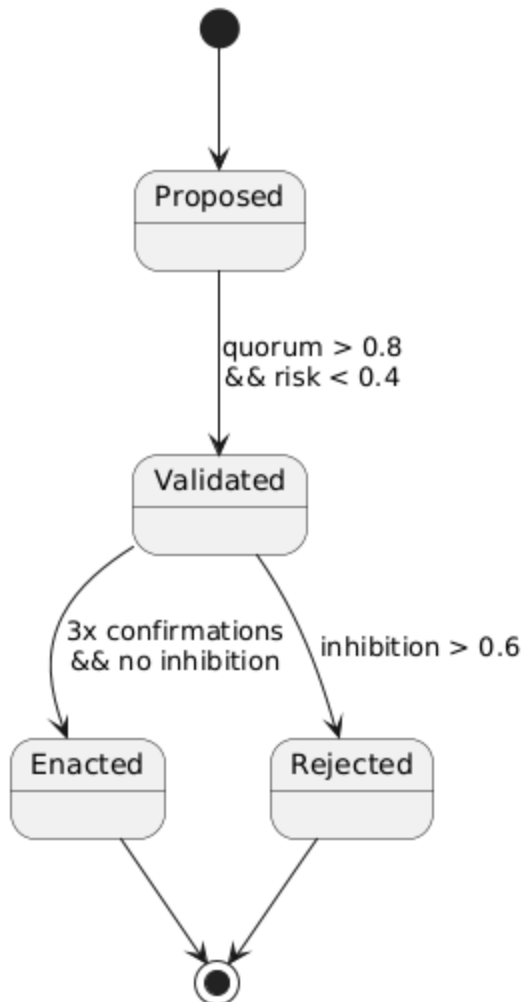 Proposed
quorum > 0.8
&& risk < 0.4
Validated
3x confirmations
&& no inhibition
inhibition > 0.6
Enacted
Rejected